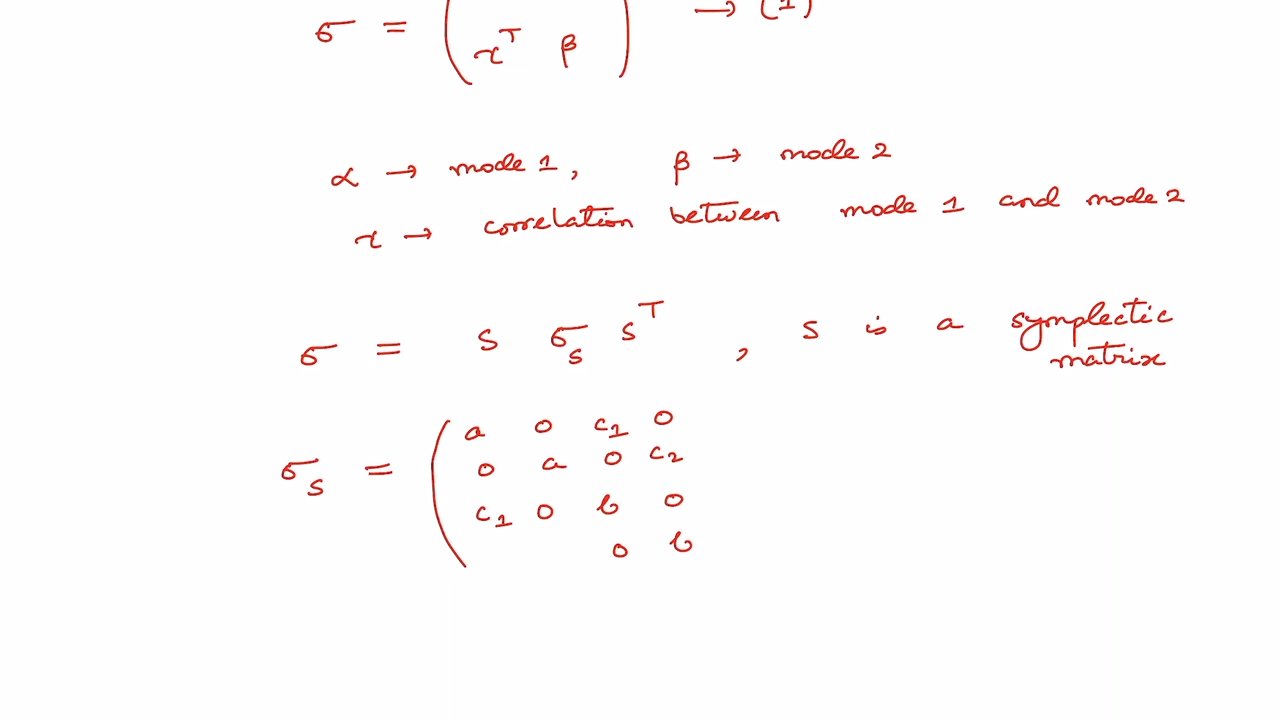 σ = ( → (1)
x^T β )
α → mode 1, β → mode 2
x → correlation between mode 1 and mode 2
σ = S σ_S S^T , S is a symplectic
matrix
σ_S = ( a 0 c_1 0
0 a 0 c_2
c_1 0 b 0
0 b